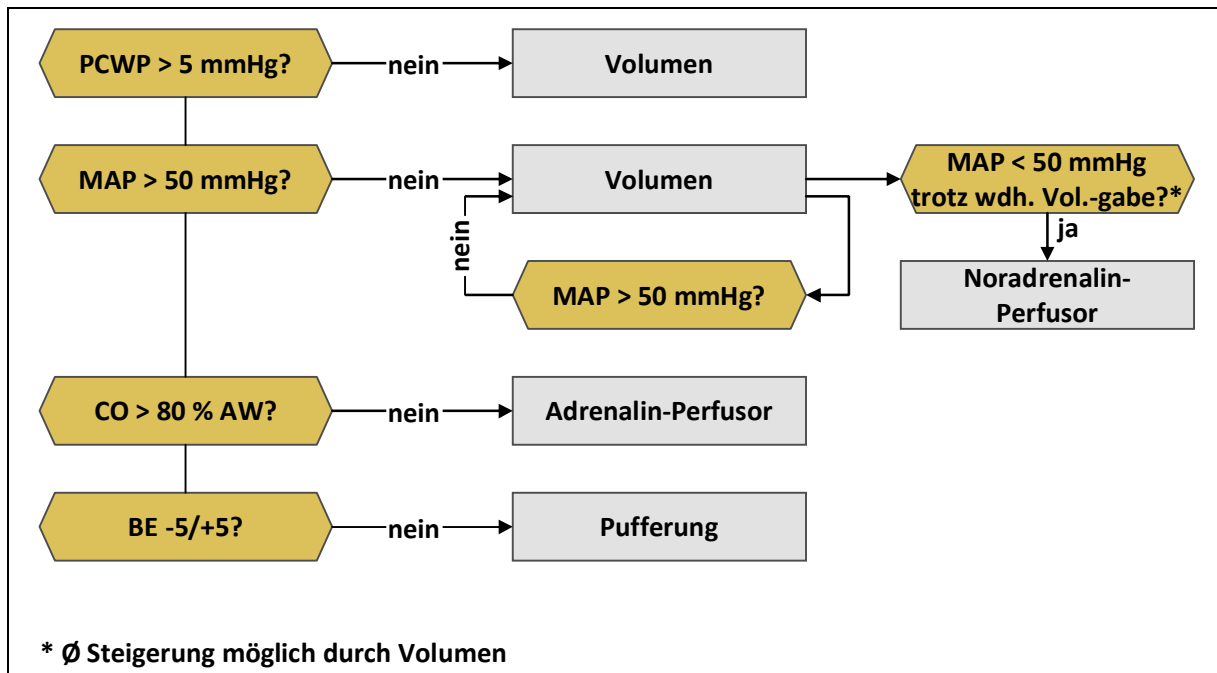 PCWP > 5 mmHg?
nein
Volumen
MAP > 50 mmHg?
nein
Volumen
MAP < 50 mmHg
trotz wdh. Vol.-gabe?*
ja
nein
MAP > 50 mmHg?
Noradrenalin-
Perfusor
CO > 80 % AW?
nein
Adrenalin-Perfusor
BE -5/+5?
nein
Pufferung
* Ø Steigerung möglich durch Volumen